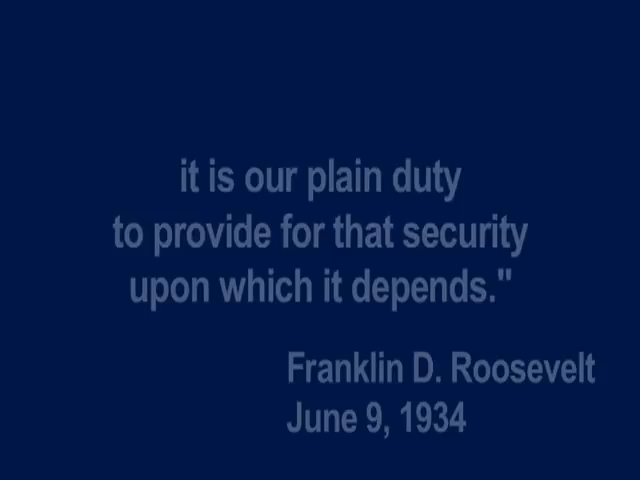 it is our plain duty
to provide for that security
upon which it depends."
Franklin D. Roosevelt
June 9, 1934